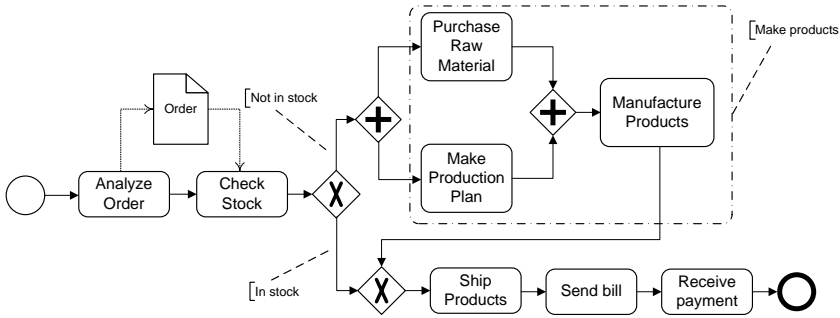 Purchase
Raw
Material
[Make products
Order
[Not in stock
Manufacture
Products
Analyze
Order
Check
Stock
X
Make
Production
Plan
[In stock
X
Ship
Products
Send bill
Receive
payment